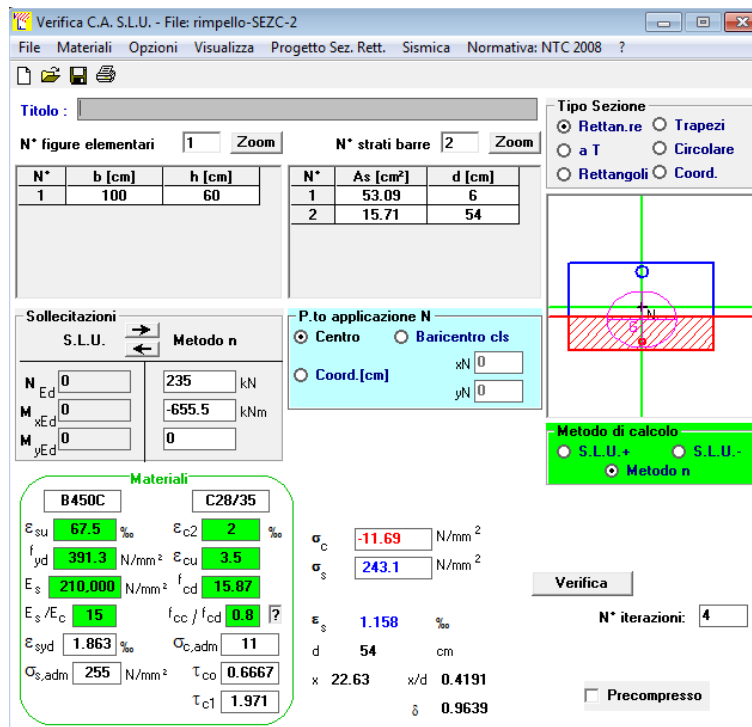 Verifica C.A. S.L.U. - File: rimpello-SEZC-2
File Materiali Opzioni Visualizza Progetto Sez. Rett. Sismica Normativa: NTC 2008 ?
Titolo :
N° figure elementari 1 Zoom
N° strati barre 2 Zoom
Tipo Sezione
Rettan.re Trapezi
a T Circolare
Rettangoli Coord.
N° b [cm] h [cm]
1 100 60
N° As [cm²] d [cm]
1 53.09 6
2 15.71 54
N
G
Sollecitazioni
S.L.U. Metodo n
N Ed 0 235 kN
M xEd 0 -655.5 kNm
M yEd 0 0
P.to applicazione N
Centro Baricentro cls
Coord.[cm] xN 0
yN 0
Metodo di calcolo
S.L.U.+ S.L.U.-
Metodo n
Materiali
B450C C28/35
εsu 67.5 ‰ εc2 2 ‰
fyd 391.3 N/mm² εcu 3.5
Es 210,000 N/mm² fcd 15.87
Es/Ec 15 fcc / fcd 0.8 ?
εsyd 1.863 ‰ σc,adm 11
σs,adm 255 N/mm² τco 0.6667
τc1 1.971
σc -11.69 N/mm²
σs 243.1 N/mm²
εs 1.158 ‰
d 54 cm
x 22.63 x/d 0.4191
δ 0.9639
Verifica
N° iterazioni: 4
Precompresso